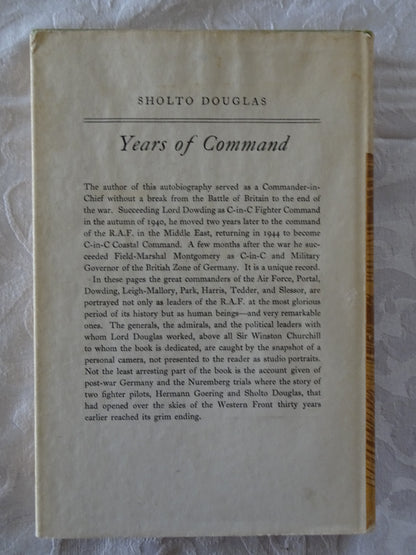 SHOLTO DOUGLAS
Years of Command
The author of this autobiography served as a Commander-in-
Chief without a break from the Battle of Britain to the end of
the war. Succeeding Lord Dowding as C-in-C Fighter Command
in the autumn of 1940, he moved two years later to the command
of the R.A.F. in the Middle East, returning in 1944 to become
C-in-C Coastal Command. A few months after the war he suc-
ceeded Field-Marshal Montgomery as C-in-C and Military
Governor of the British Zone of Germany. It is a unique record.
In these pages the great commanders of the Air Force, Portal,
Dowding, Leigh-Mallory, Park, Harris, Tedder, and Slessor, are
portrayed not only as leaders of the R.A.F. at the most glorious
period of its history but as human beings—and very remarkable
ones. The generals, the admirals, and the political leaders with
whom Lord Douglas worked, above all Sir Winston Churchill
to whom the book is dedicated, are caught by the snapshot of a
personal camera, not presented to the reader as studio portraits.
Not the least arresting part of the book is the account given of
post-war Germany and the Nuremberg trials where the story of
two fighter pilots, Hermann Goering and Sholto Douglas, that
had opened over the skies of the Western Front thirty years
earlier reached its grim ending.